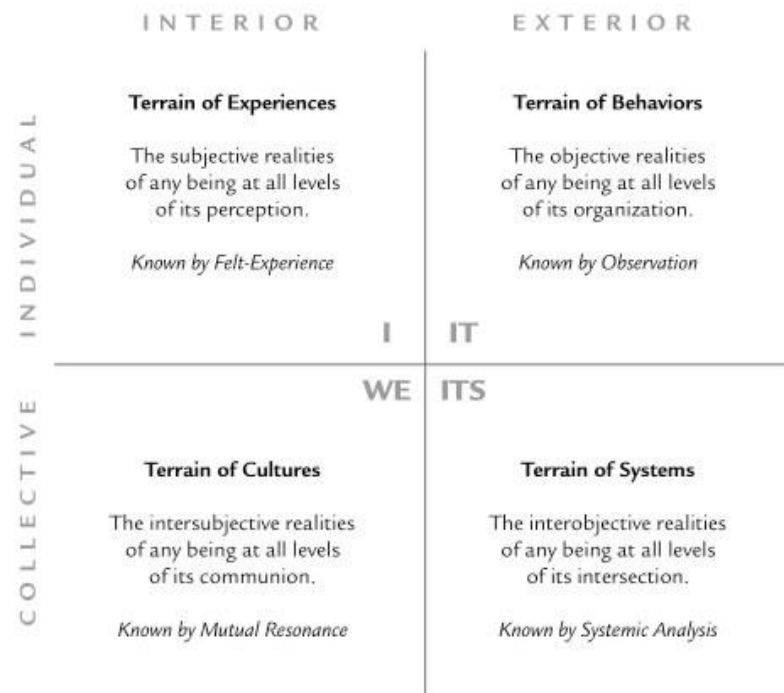 INTERIOR
EXTERIOR
INDIVIDUAL
Terrain of Experiences
The subjective realities
of any being at all levels
of its perception.
Known by Felt-Experience
I
Terrain of Behaviors
The objective realities
of any being at all levels
of its organization.
Known by Observation
IT
COLLECTIVE
WE
Terrain of Cultures
The intersubjective realities
of any being at all levels
of its communion.
Known by Mutual Resonance
ITS
Terrain of Systems
The interobjective realities
of any being at all levels
of its intersection.
Known by Systemic Analysis